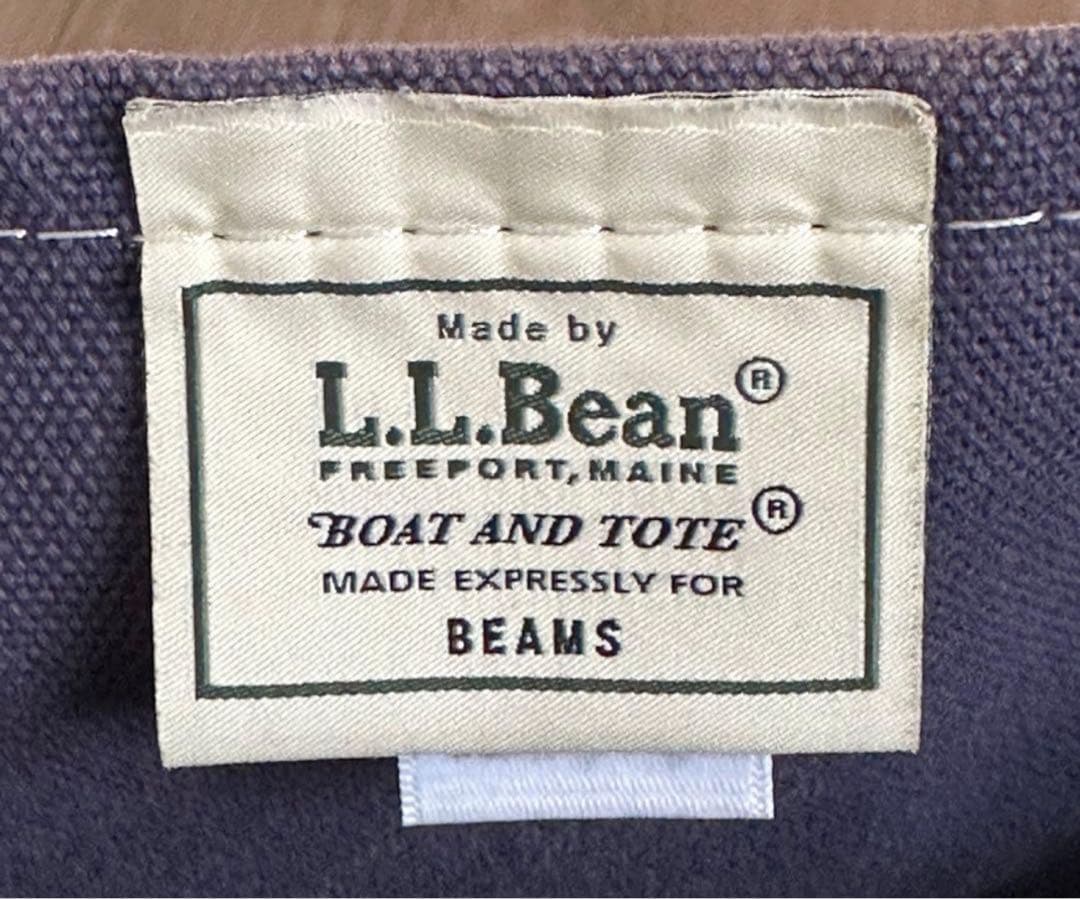 Made by
L.L.Bean®
FREEPORT, MAINE
BOAT AND TOTE®
MADE EXPRESSLY FOR
BEAMS